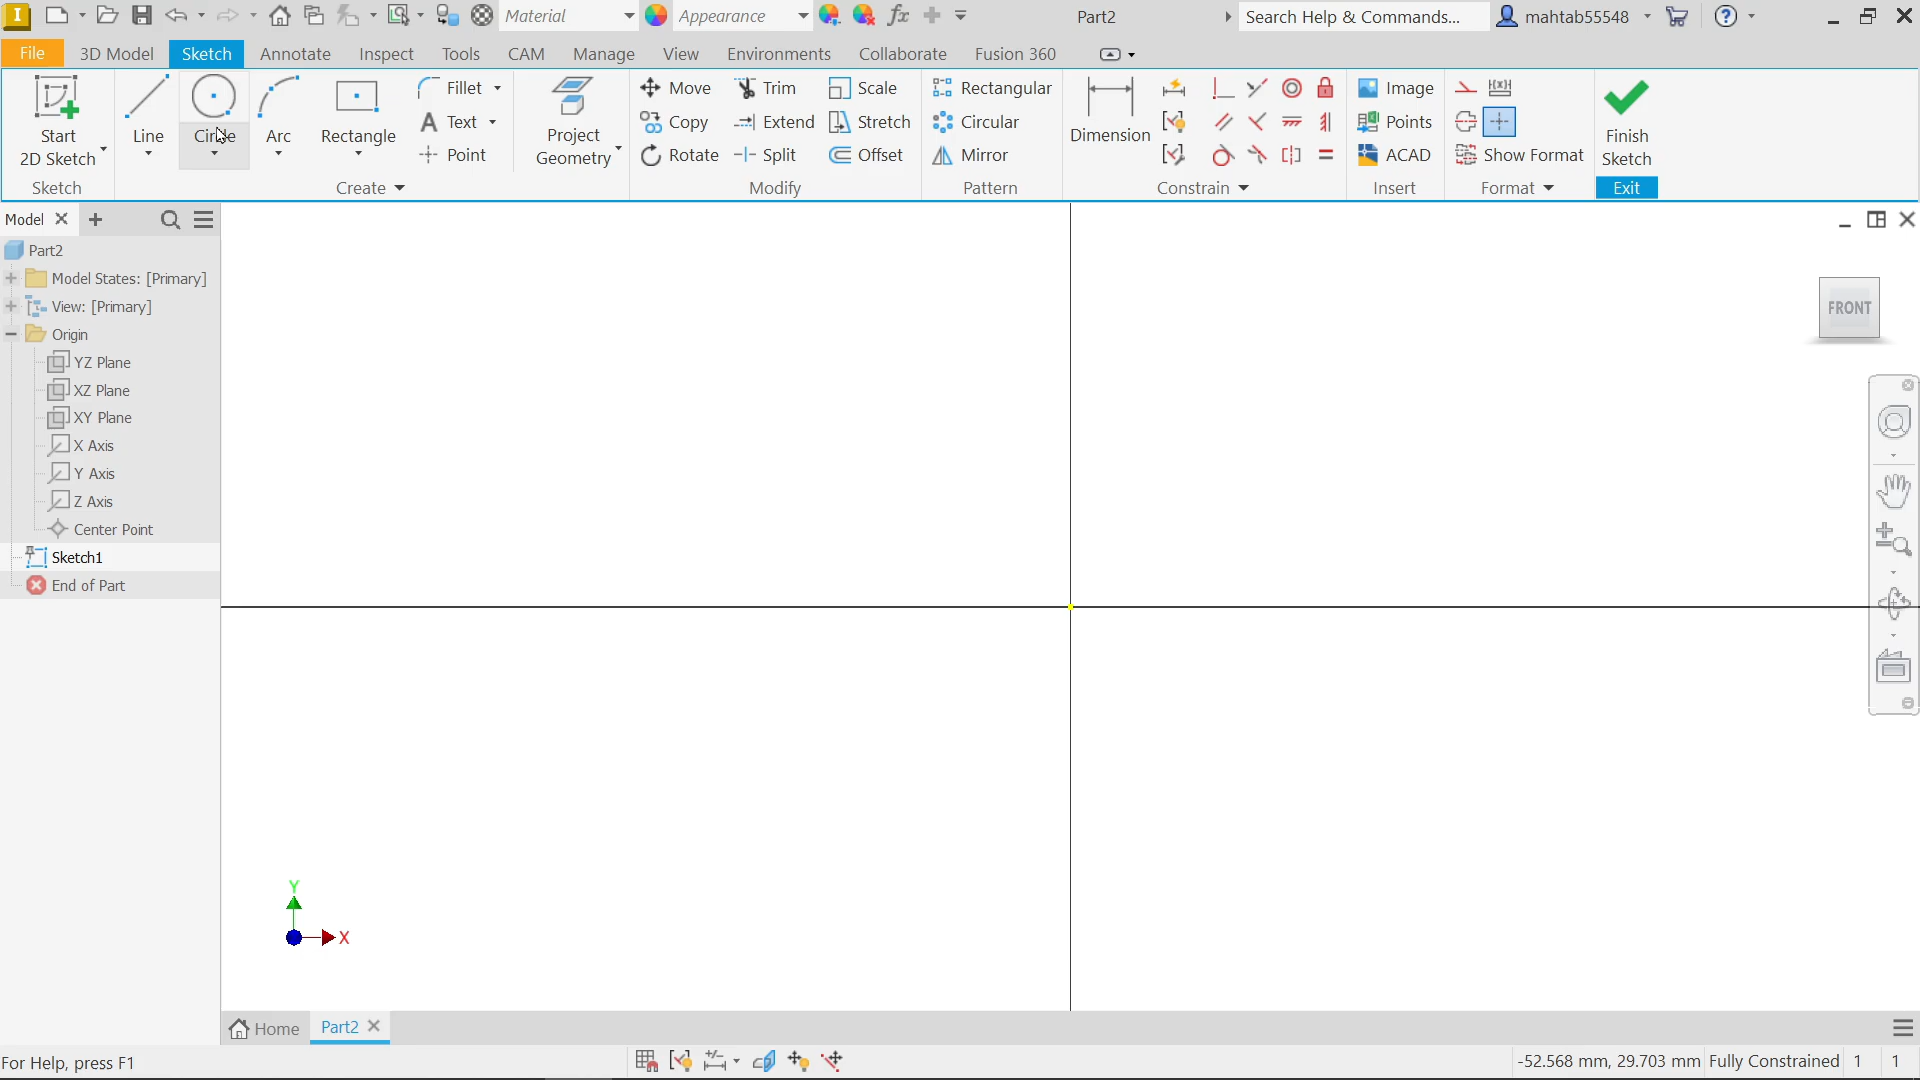 I Material Appearance fx Part2 Search Help & Commands... mahtab55548 ?
File 3D Model Sketch Annotate Inspect Tools CAM Manage View Environments Collaborate Fusion 360
Start 2D Sketch Line Circle Arc Rectangle Fillet Text Point Project Geometry
Move Trim Scale Rectangular
Copy Extend Stretch Circular
Rotate Split Offset Mirror
Dimension Image Points ACAD Show Format Finish Sketch
Sketch Create Modify Pattern Constrain Insert Format Exit
Model
Part2
Model States: [Primary]
View: [Primary]
Origin
YZ Plane
XZ Plane
XY Plane
X Axis
Y Axis
Z Axis
Center Point
Sketch1
End of Part
FRONT
Y
X
Home Part2
For Help, press F1 -52.568 mm, 29.703 mm Fully Constrained 1 1